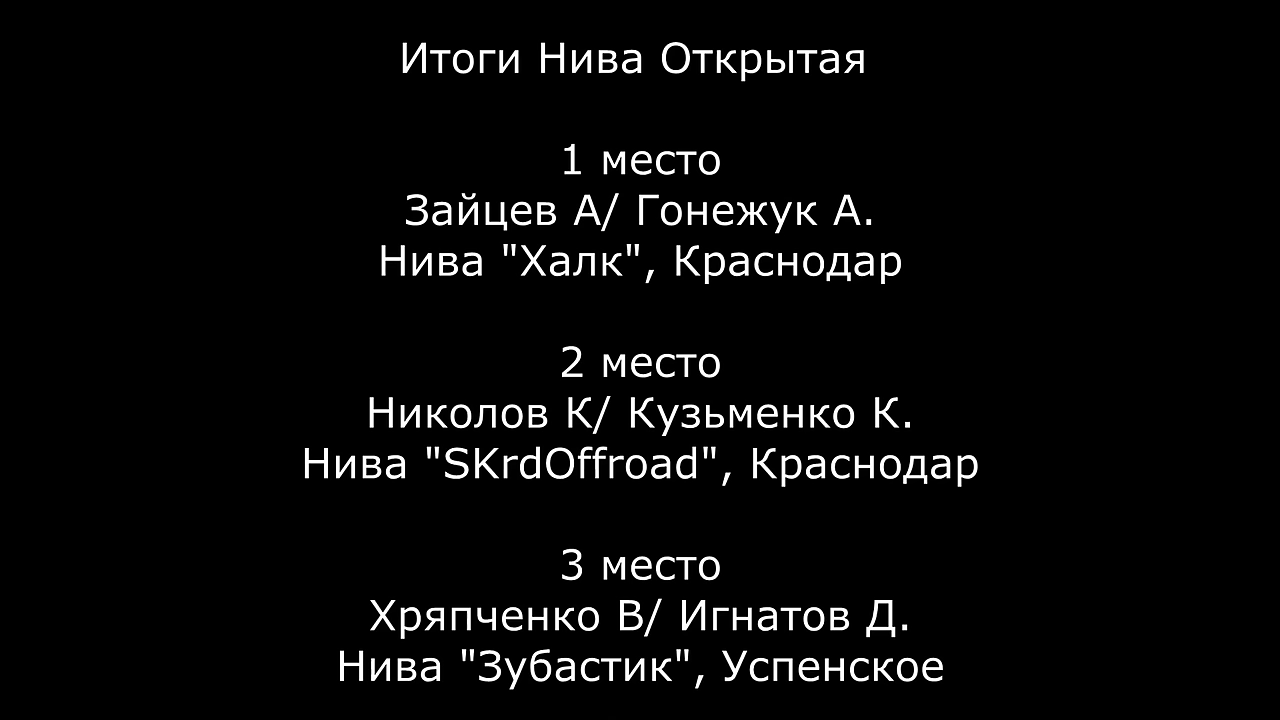 Итоги Нива Открытая
1 место
Зайцев А/ Гонежук А.
Нива "Халк", Краснодар
2 место
Николов К/ Кузьменко К.
Нива "SKrdOffroad", Краснодар
3 место
Хряпченко В/ Игнатов Д.
Нива "Зубастик", Успенское